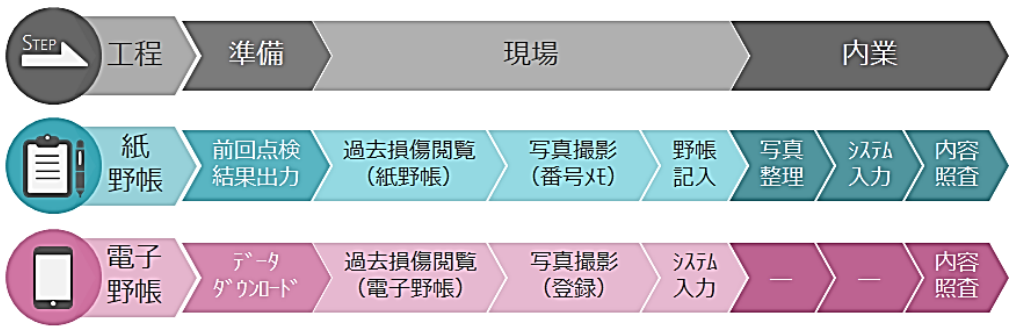 STEP
工程
準備
現場
内業
紙
野帳
前回点検
結果出力
過去損傷閲覧
（紙野帳）
写真撮影
（番号ﾒﾓ）
野帳
記入
写真
整理
ｼｽﾃﾑ
入力
内容
照査
電子
野帳
ﾃﾞｰﾀ
ﾀﾞｳﾝﾛｰﾄﾞ
過去損傷閲覧
（電子野帳）
写真撮影
（登録）
ｼｽﾃﾑ
入力
―
―
内容
照査